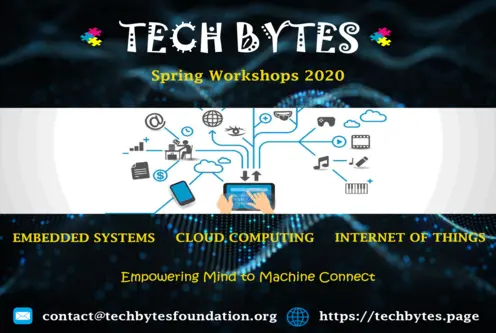 TECH BYTES
Spring Workshops 2020
EMBEDDED SYSTEMS CLOUD COMPUTING INTERNET OF THINGS
Empowering Mind to Machine Connect
contact@techbytesfoundation.org https://techbytes.page